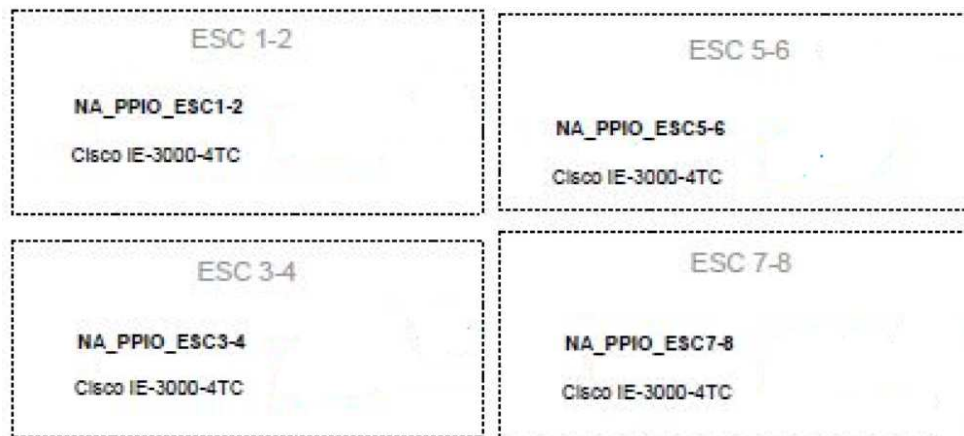 ESC 1-2
NA_PPIO_ESC1-2
Cisco IE-3000-4TC
ESC 5-6
NA_PPIO_ESC5-6
Cisco IE-3000-4TC
ESC 3-4
NA_PPIO_ESC3-4
Cisco IE-3000-4TC
ESC 7-8
NA_PPIO_ESC7-8
Cisco IE-3000-4TC